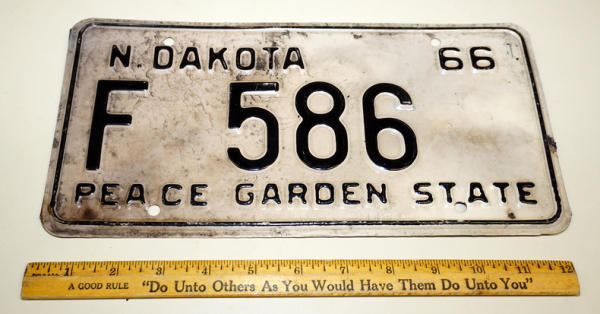 N. DAKOTA 66
F 586
PEACE GARDEN STATE
1 2 3 4 5 6 7 8 9 10 11 12
A GOOD RULE "Do Unto Others As You Would Have Them Do Unto You"